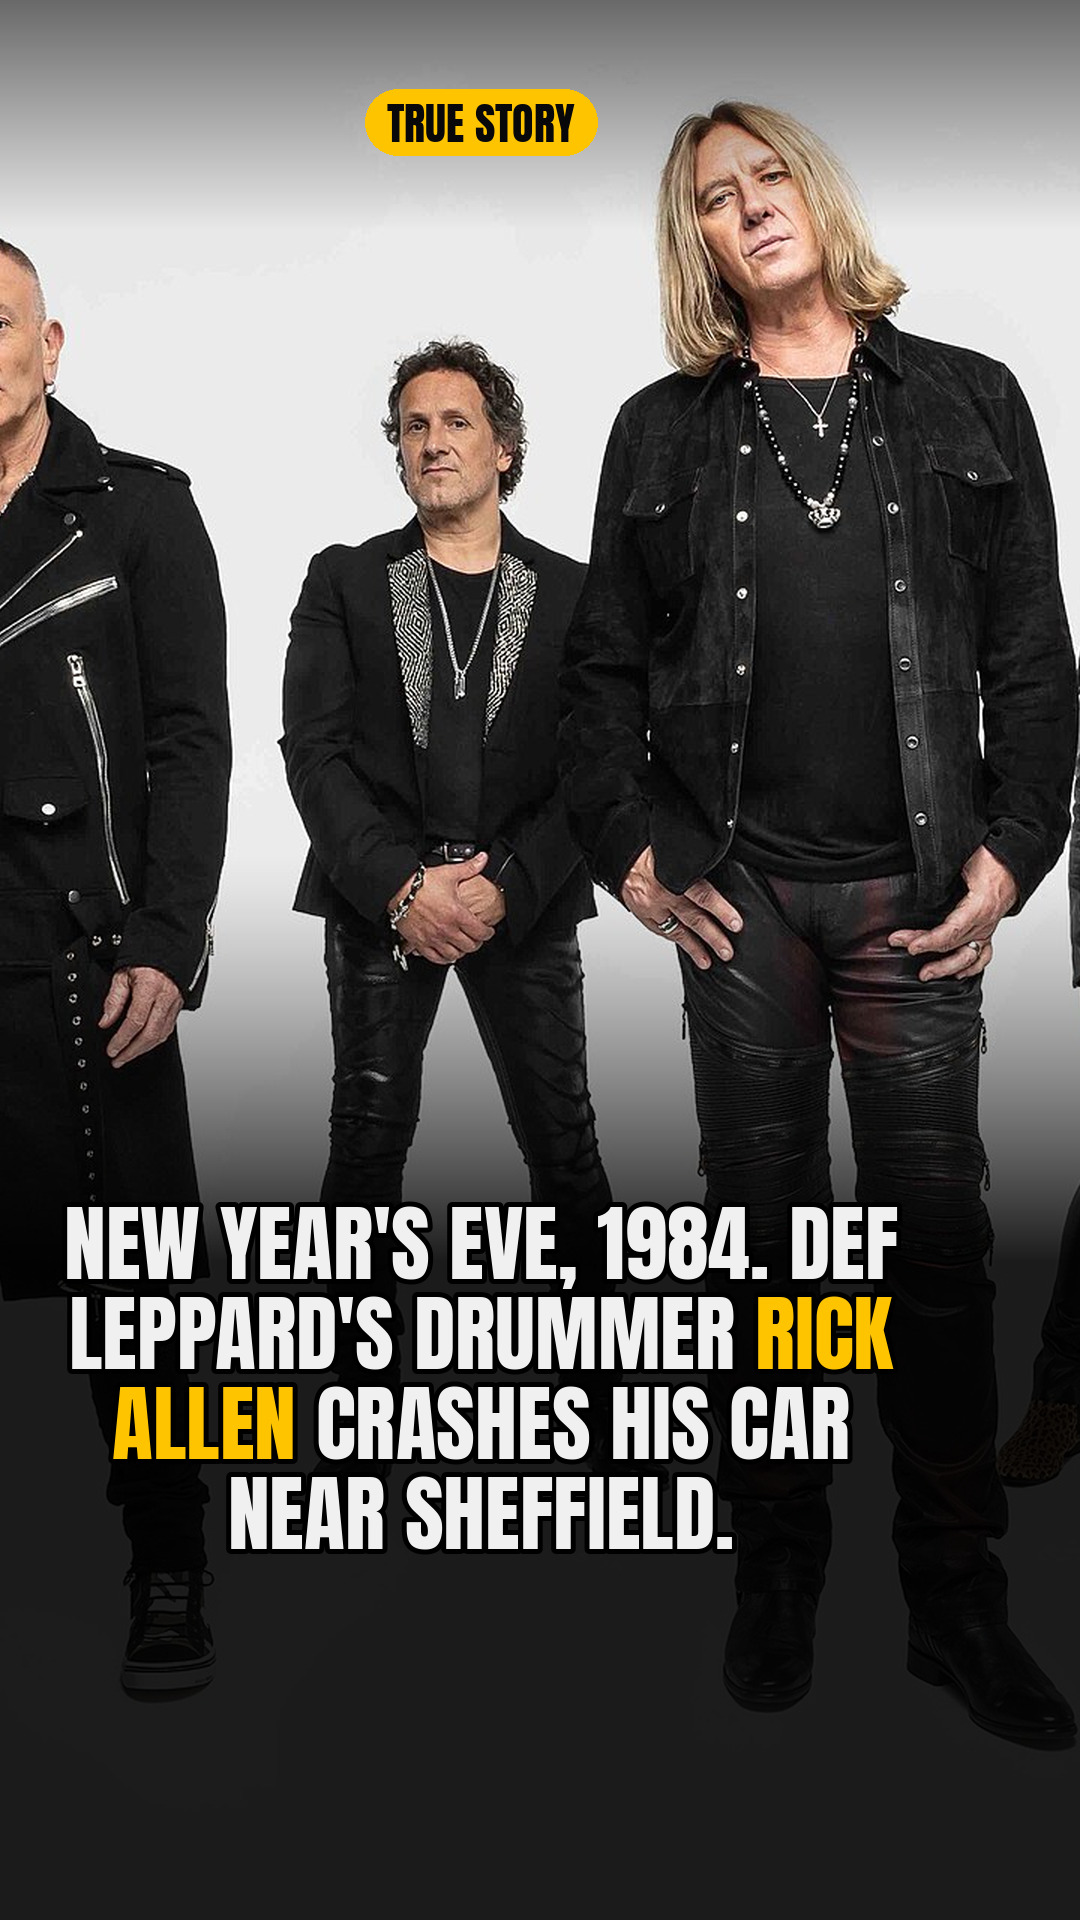 TRUE STORY
NEW YEAR'S EVE, 1984. DEF
LEPPARD'S DRUMMER RICK
ALLEN CRASHES HIS CAR
NEAR SHEFFIELD.